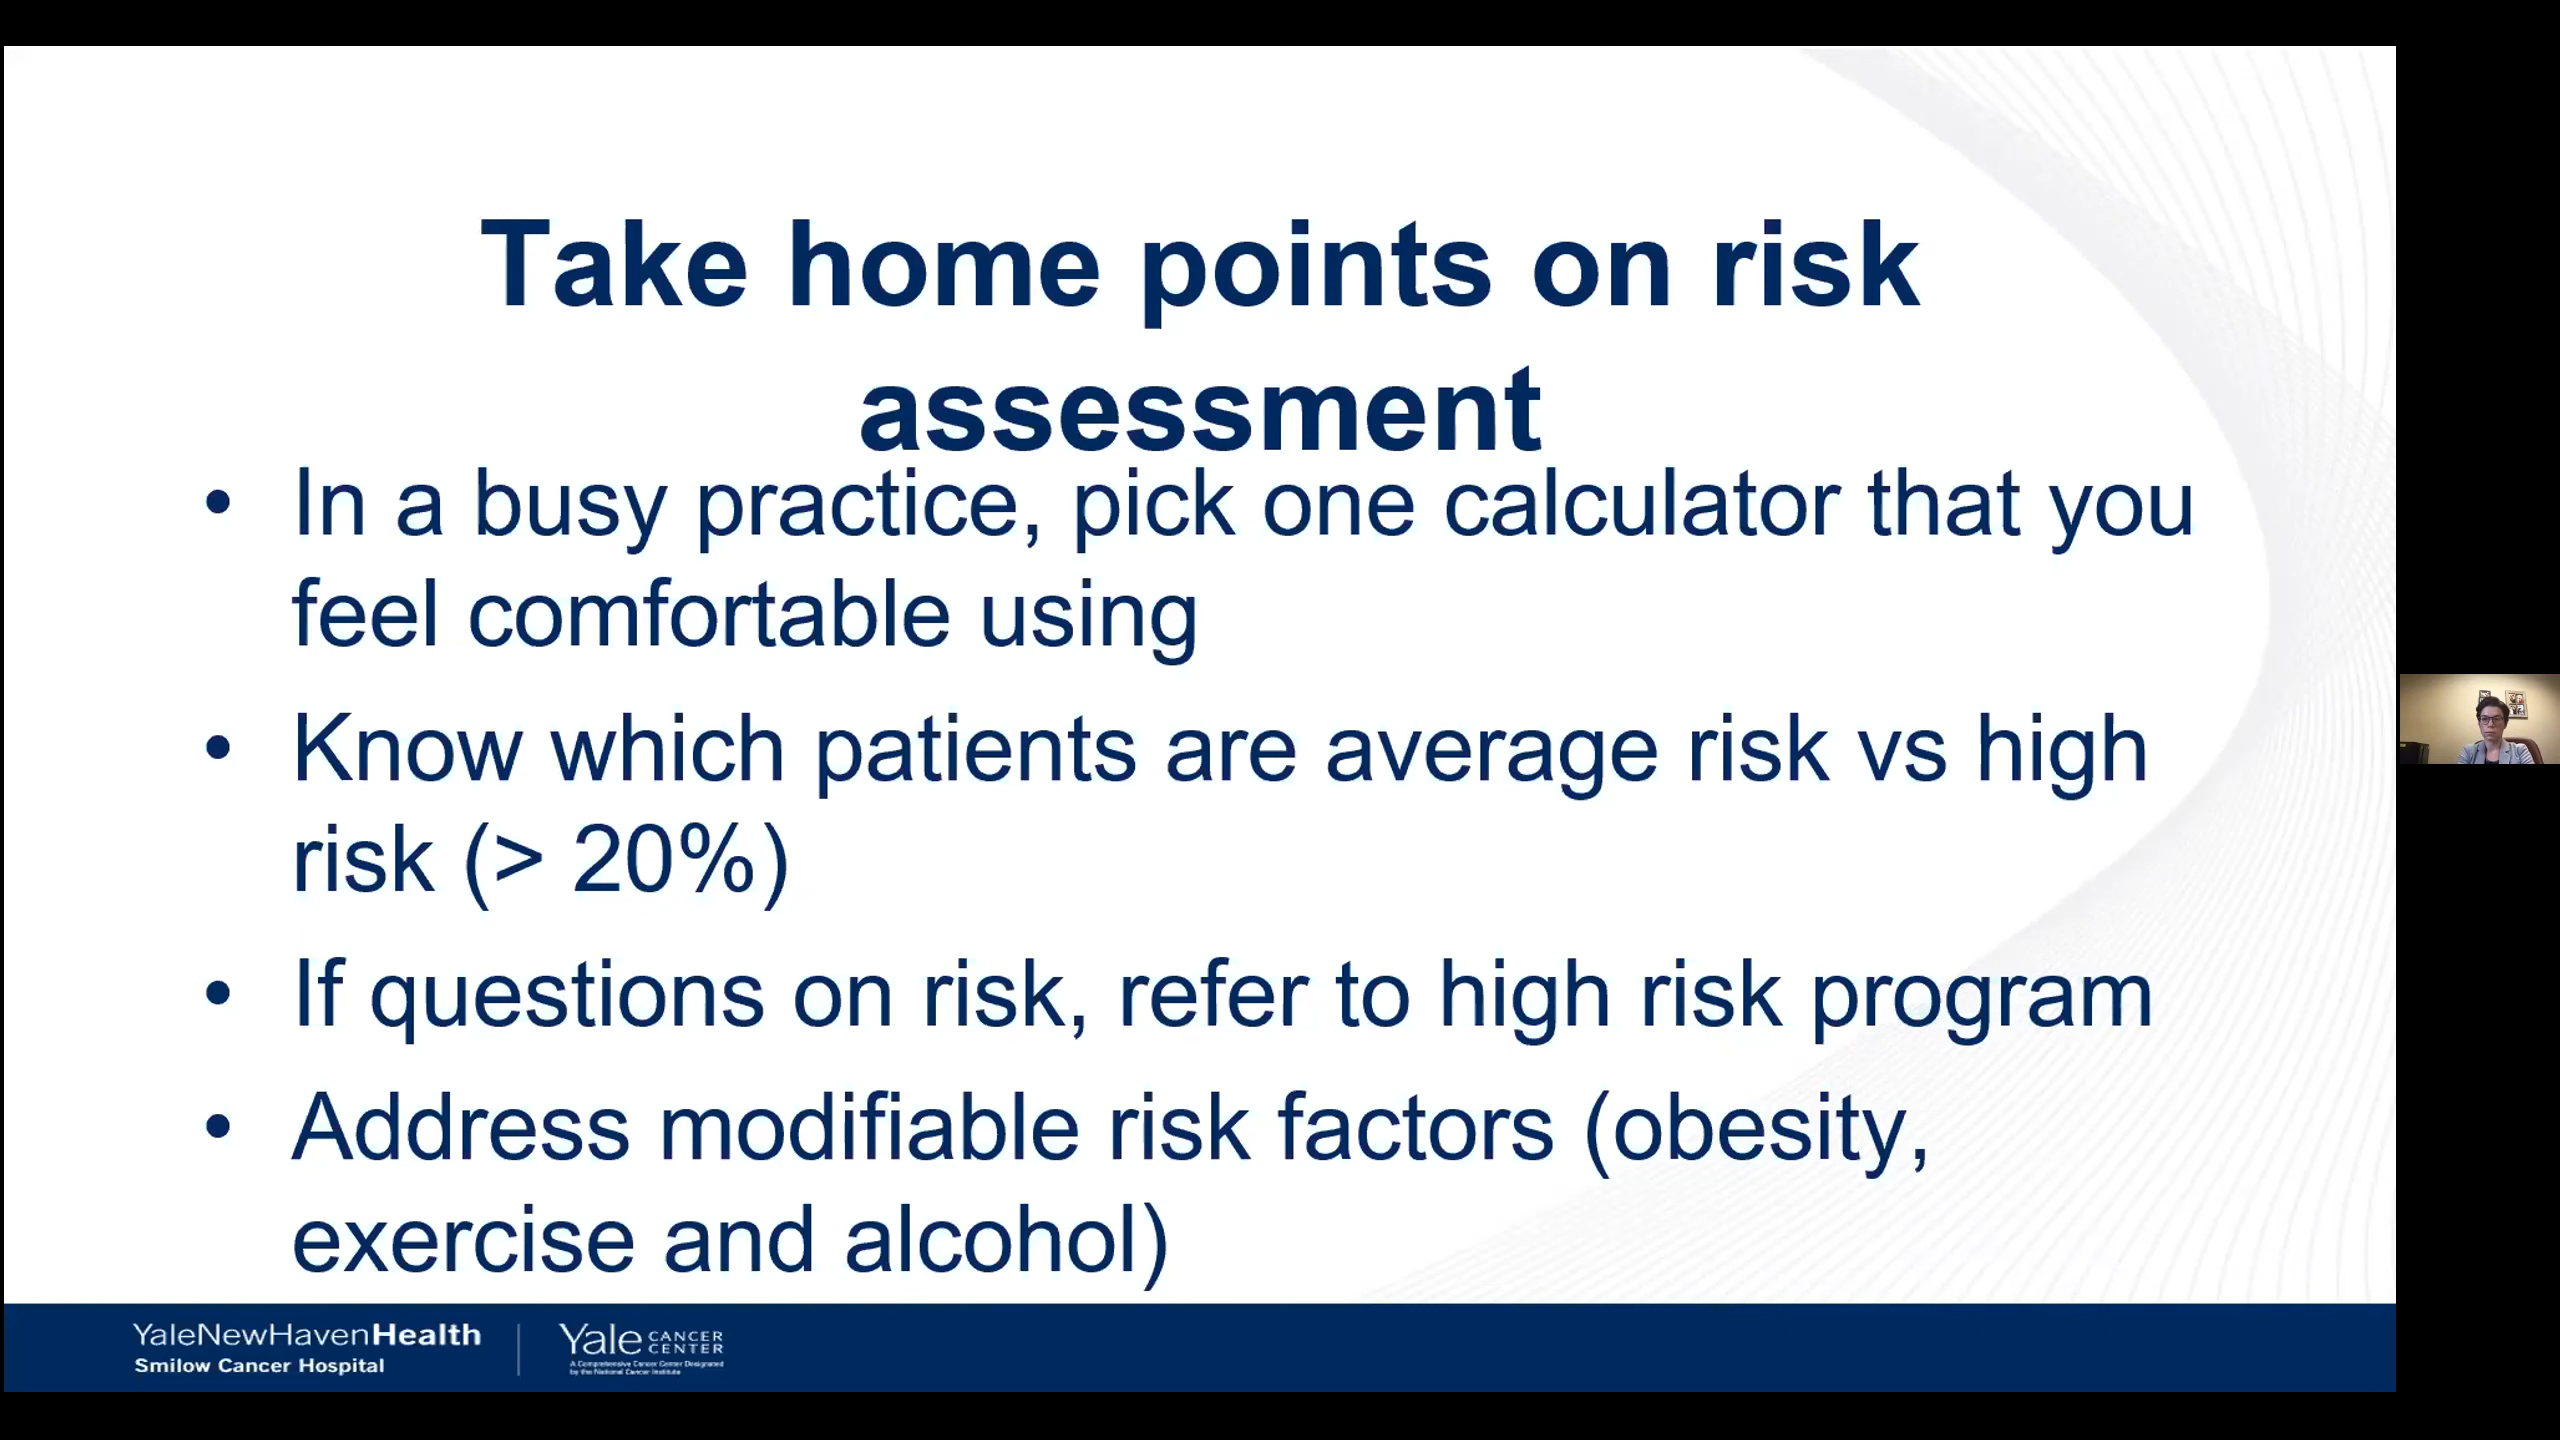 Take home points on risk
assessment
• In a busy practice, pick one calculator that you
feel comfortable using
• Know which patients are average risk vs high
risk (> 20%)
• If questions on risk, refer to high risk program
• Address modifiable risk factors (obesity,
exercise and alcohol)
YaleNewHavenHealth
Smilow Cancer Hospital
Yale CANCER
CENTER
A Comprehensive Cancer Center Designated
by the National Cancer Institute